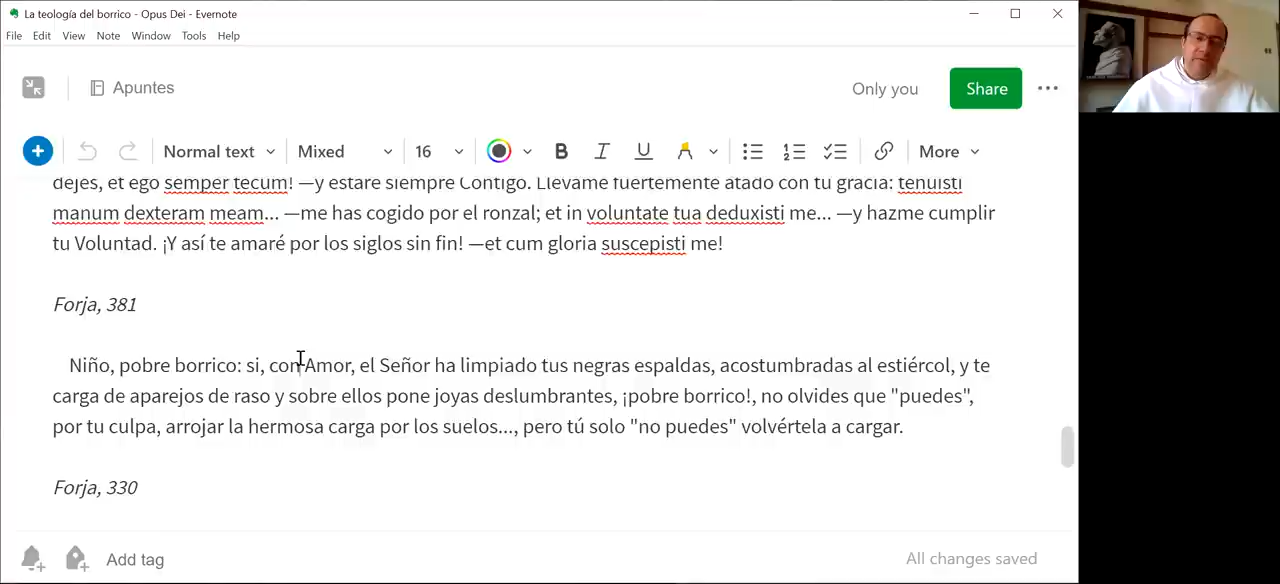 La teología del borrico - Opus Dei - Evernote
File Edit View Note Window Tools Help
Apuntes
Only you
Share
Normal text
Mixed
16
B I U
More
dejes, et ego semper tecum! —y estaré siempre Contigo. Llévame fuertemente atado con tu gracia: tenuisti
manum dexteram meam... —me has cogido por el ronzal; et in voluntate tua deduxisti me... —y hazme cumplir
tu Voluntad. ¡Y así te amaré por los siglos sin fin! —et cum gloria suscepisti me!
Forja, 381
Niño, pobre borrico: si, con Amor, el Señor ha limpiado tus negras espaldas, acostumbradas al estiércol, y te
carga de aparejos de raso y sobre ellos pone joyas deslumbrantes, ¡pobre borrico!, no olvides que "puedes",
por tu culpa, arrojar la hermosa carga por los suelos..., pero tú solo "no puedes" volvértela a cargar.
Forja, 330
Add tag
All changes saved